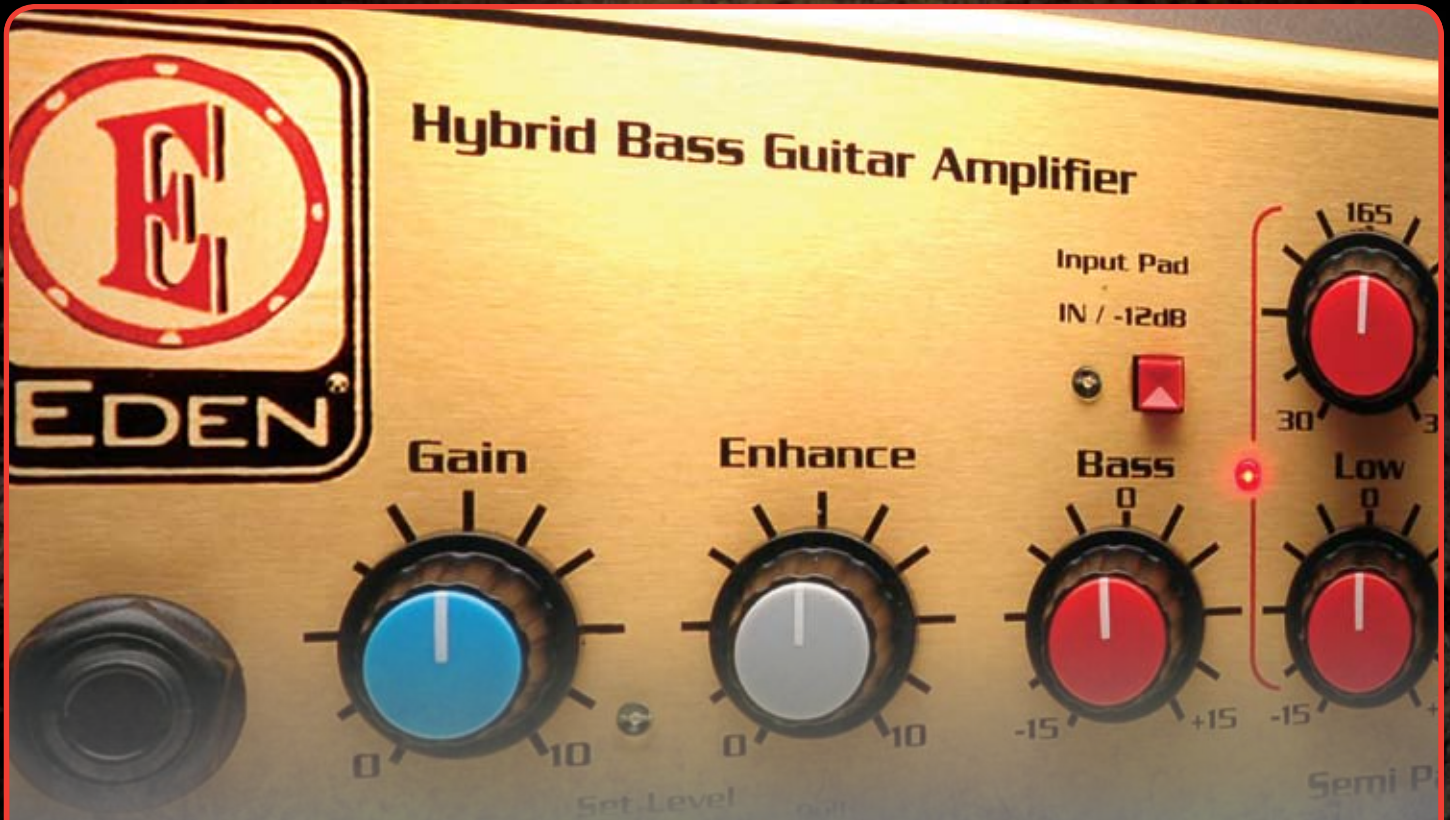 E
EDEN
Hybrid Bass Guitar Amplifier
Input Pad
IN / -12dB
165
30
Gain
0
10
Enhance
0
10
Bass
0
-15
+15
Low
0
-15
Set Level
Semi